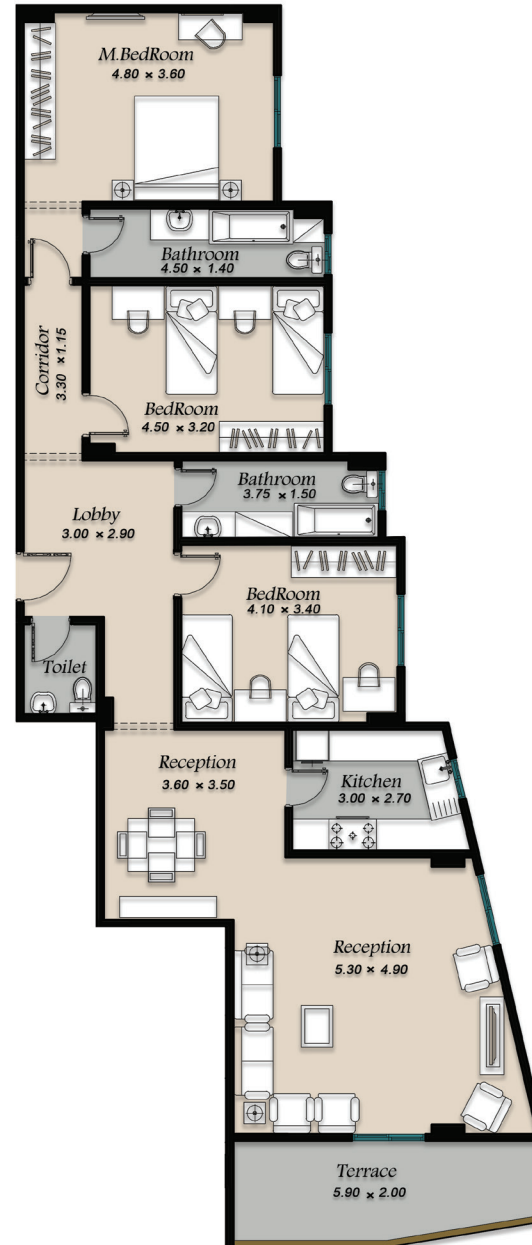 M.BedRoom
4.80 × 3.60
Bathroom
4.50 × 1.40
Corridor
3.30 ×1.15
BedRoom
4.50 × 3.20
Bathroom
3.75 × 1.50
Lobby
3.00 × 2.90
BedRoom
4.10 × 3.40
Toilet
Reception
3.60 × 3.50
Kitchen
3.00 × 2.70
Reception
5.30 × 4.90
Terrace
5.90 × 2.00